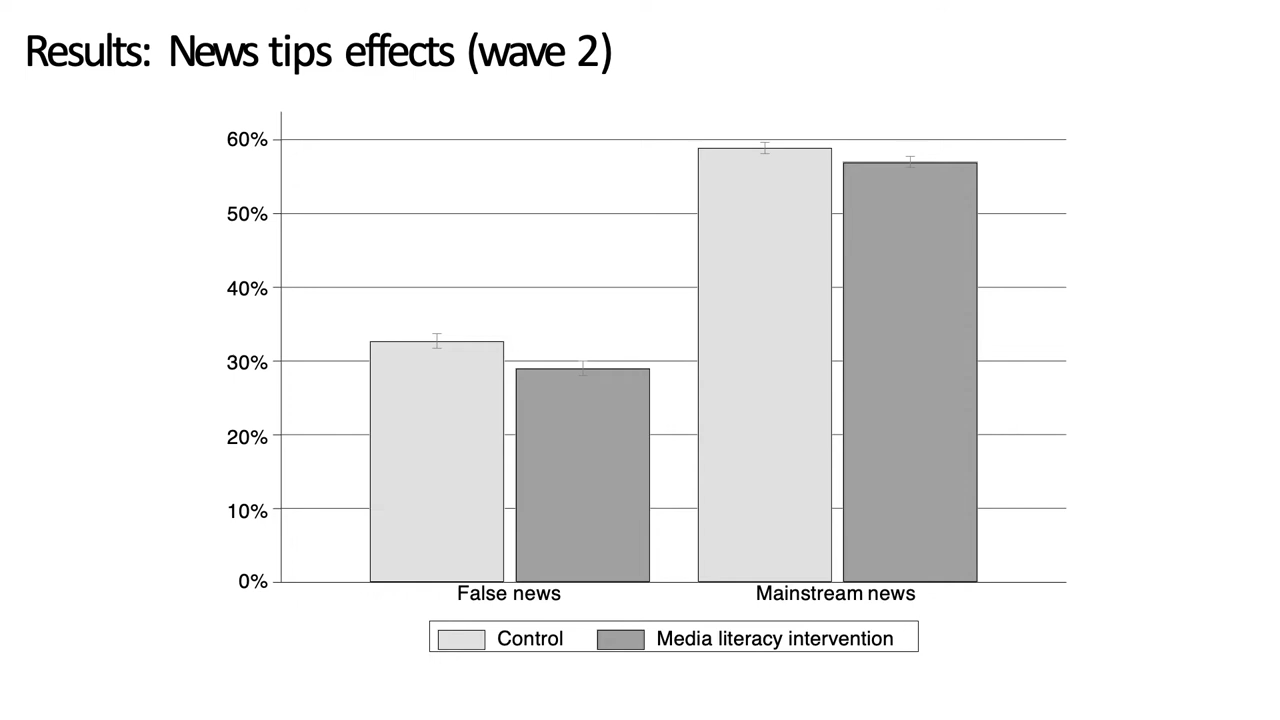 Results: News tips effects (wave 2)
60%
50%
40%
30%
20%
10%
0%
False news
Mainstream news
Control
Media literacy intervention